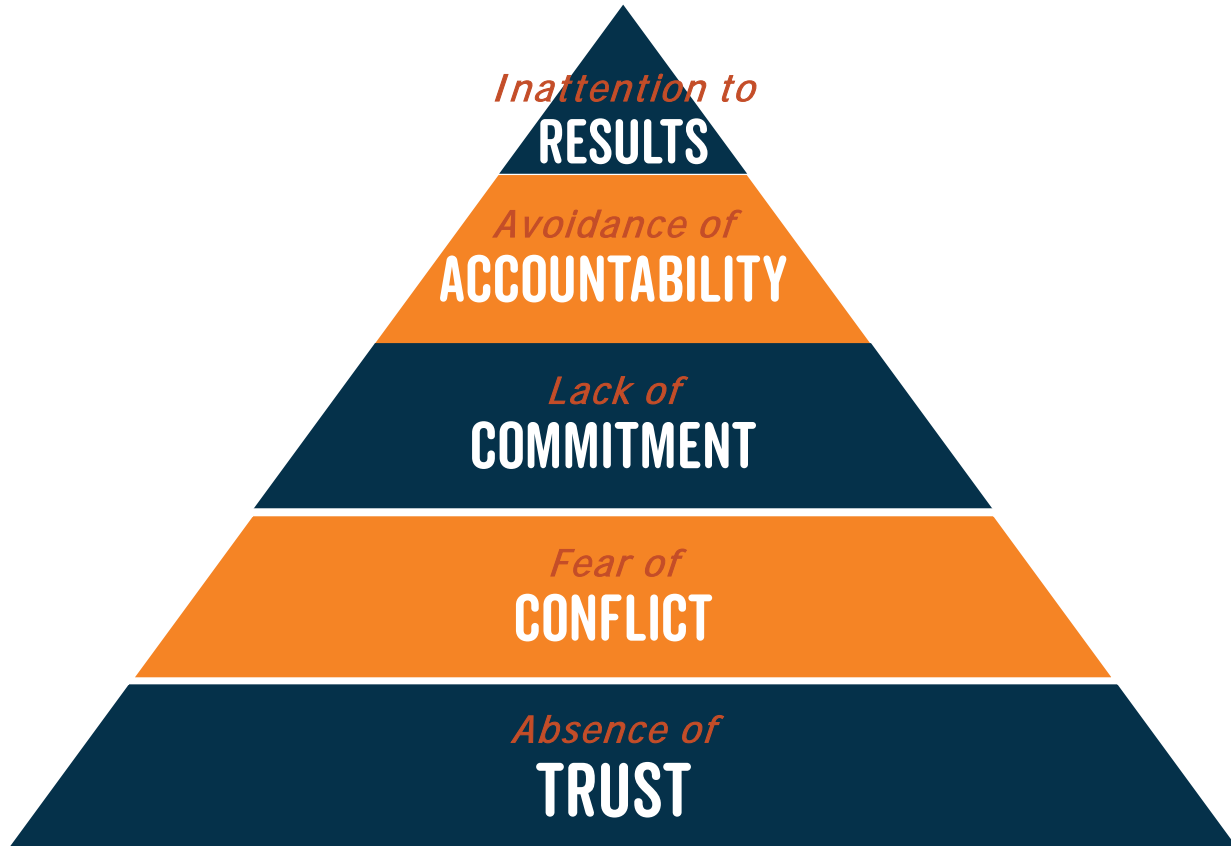 Inattention to
RESULTS
Avoidance of
ACCOUNTABILITY
Lack of
COMMITMENT
Fear of
CONFLICT
Absence of
TRUST